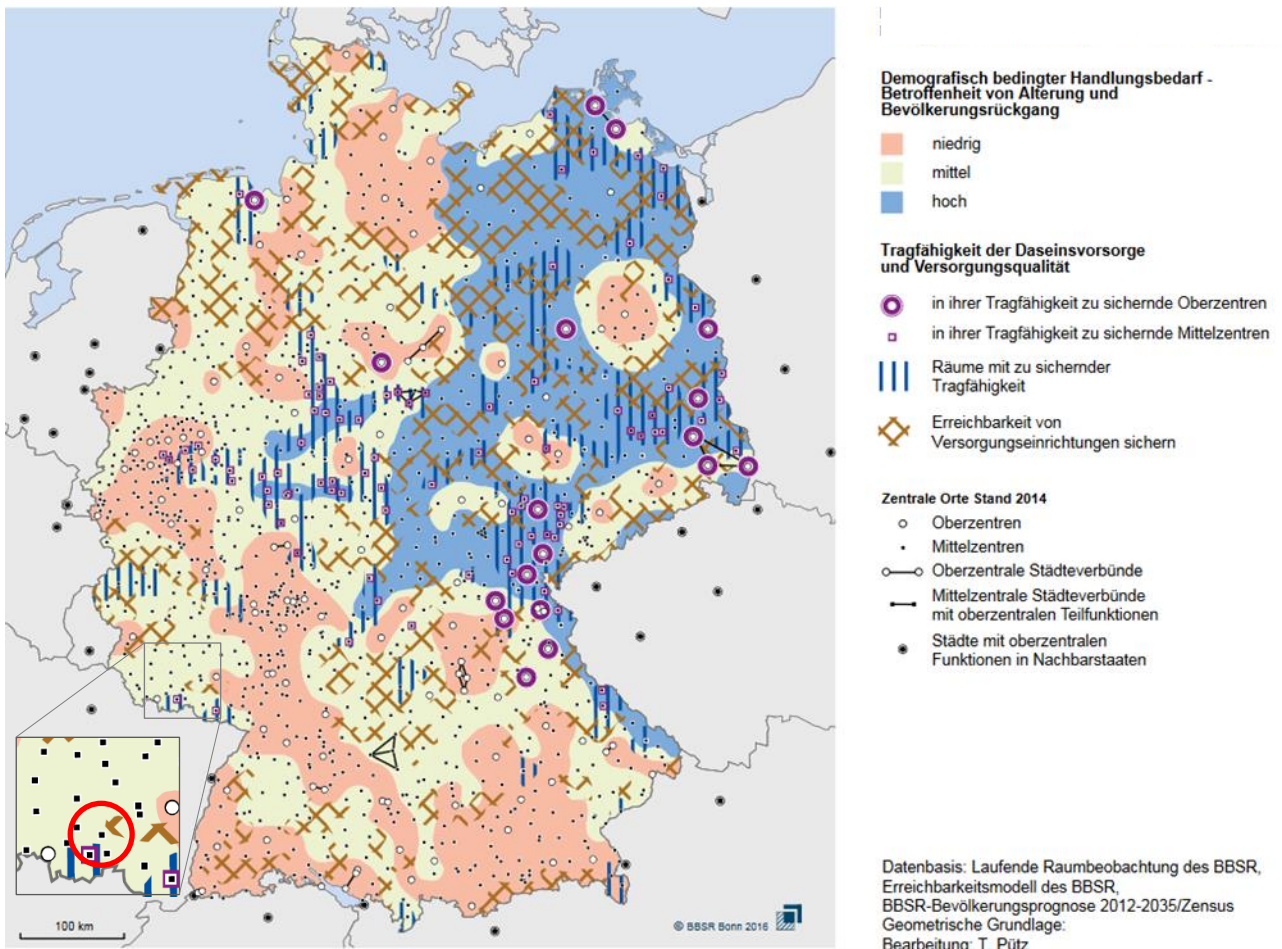 Demografisch bedingter Handlungsbedarf -
Betroffenheit von Alterung und
Bevölkerungsrückgang
niedrig
mittel
hoch
Tragfähigkeit der Daseinsvorsorge
und Versorgungsqualität
in ihrer Tragfähigkeit zu sichernde Oberzentren
in ihrer Tragfähigkeit zu sichernde Mittelzentren
Räume mit zu sichernder
Tragfähigkeit
Erreichbarkeit von
Versorgungseinrichtungen sichern
Zentrale Orte Stand 2014
Oberzentren
Mittelzentren
Oberzentrale Städteverbünde
Mittelzentrale Städteverbünde
mit oberzentralen Teilfunktionen
Städte mit oberzentralen
Funktionen in Nachbarstaaten
Datenbasis: Laufende Raumbeobachtung des BBSR,
Erreichbarkeitsmodell des BBSR,
BBSR-Bevölkerungsprognose 2012-2035/Zensus
Geometrische Grundlage:
Bearbeitung: T. Pütz
100 km
© BBSR Bonn 2016